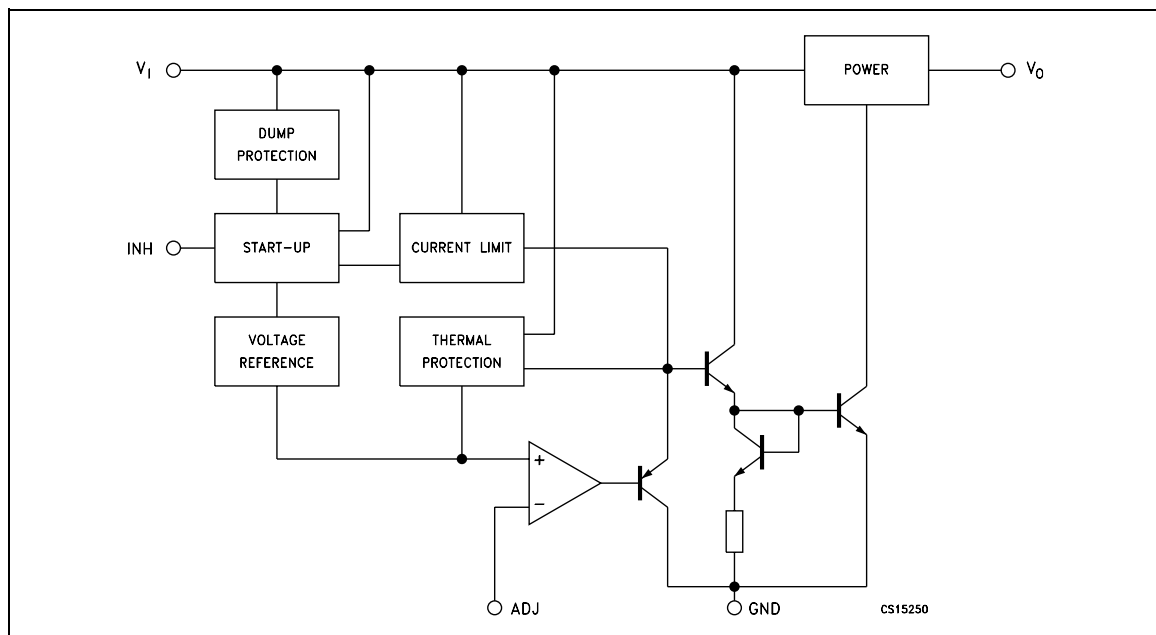 V_I
POWER
V_O
DUMP
PROTECTION
INH
START-UP
CURRENT LIMIT
VOLTAGE
REFERENCE
THERMAL
PROTECTION
+
−
ADJ
GND
CS15250